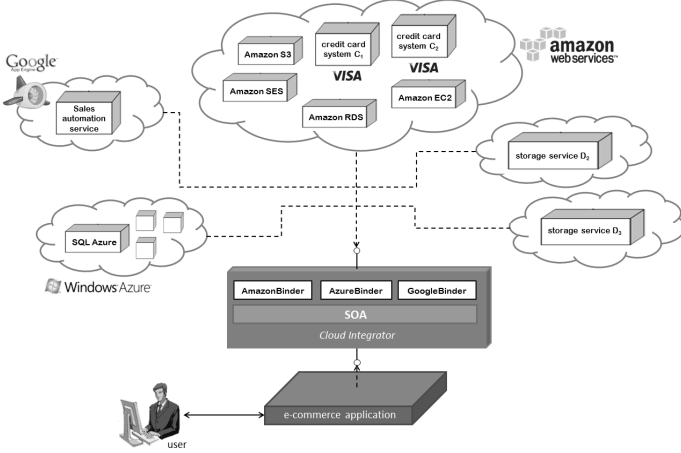 Google
App Engine
Sales
automation
service
Amazon S3
credit card
system C₁
VISA
credit card
system C₂
VISA
Amazon SES
Amazon RDS
Amazon EC2
amazon
webservices™
storage service D₂
SQL Azure
storage service D₃
Windows Azure
AmazonBinder
AzureBinder
GoogleBinder
SOA
Cloud Integrator
e-commerce application
user